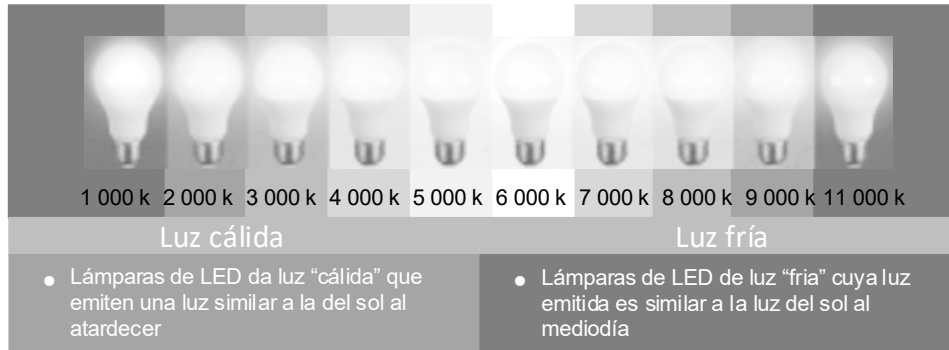 1 000 k 2 000 k 3 000 k 4 000 k 5 000 k 6 000 k 7 000 k 8 000 k 9 000 k 11 000 k
Luz cálida
Luz fría
● Lámparas de LED da luz “cálida” que
emiten una luz similar a la del sol al
atardecer
● Lámparas de LED de luz “fria” cuya luz
emitida es similar a la luz del sol al
mediodía